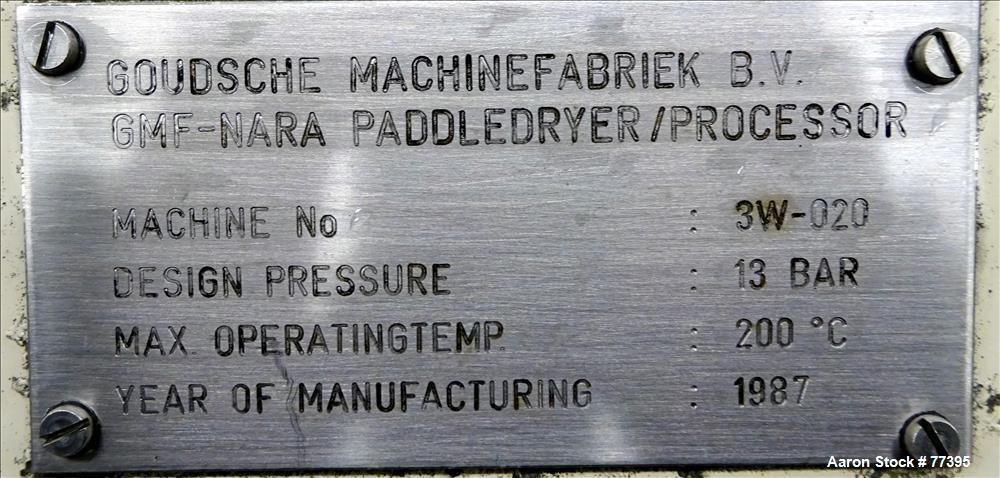 GOUDSCHE MACHINEFABRIEK B.V.
GMF-NARA PADDLEDRYER/PROCESSOR
MACHINE No : 3W-020
DESIGN PRESSURE : 13 BAR
MAX. OPERATINGTEMP. : 200 °C
YEAR OF MANUFACTURING : 1987
Aaron Stock # 77395